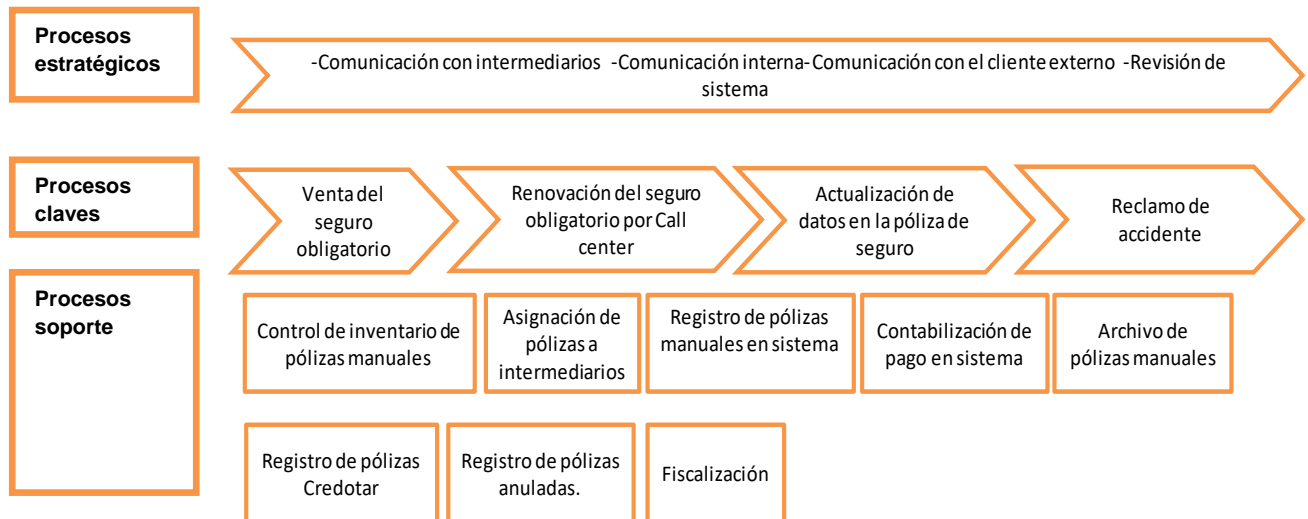 Procesos
estratégicos
-Comunicación con intermediarios -Comunicación interna- Comunicación con el cliente externo -Revisión de
sistema
Procesos
claves
Venta del
seguro
obligatorio
Renovación del seguro
obligatorio por Call
center
Actualización de
datos en la póliza de
seguro
Reclamo de
accidente
Procesos
soporte
Control de inventario de
pólizas manuales
Asignación de
pólizas a
intermediarios
Registro de pólizas
manuales en sistema
Contabilización de
pago en sistema
Archivo de
pólizas manuales
Registro de pólizas
Credotar
Registro de pólizas
anuladas.
Fiscalización